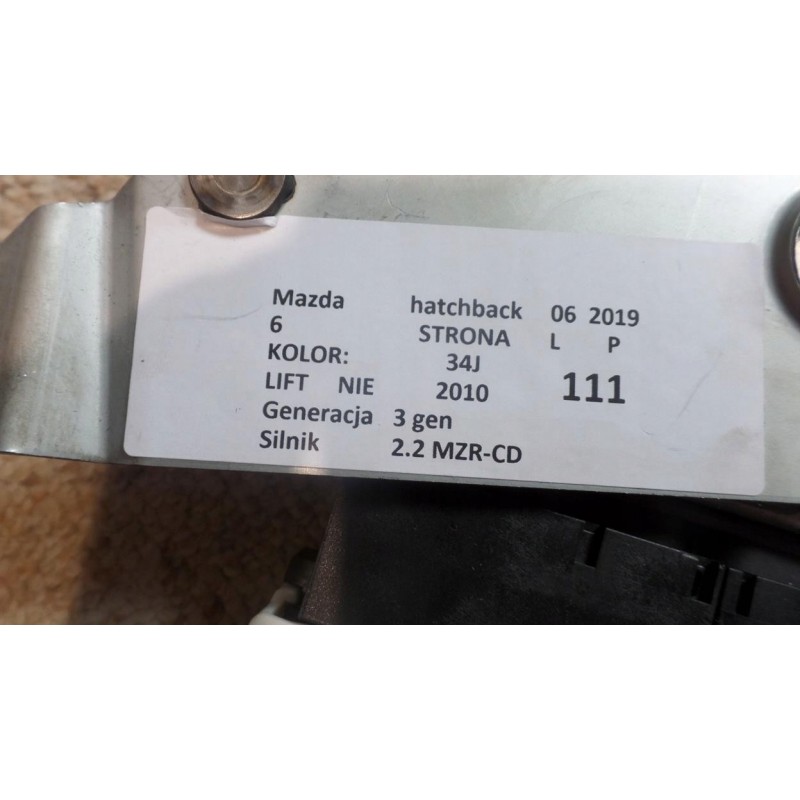 Mazda hatchback 06 2019
6 STRONA L P
KOLOR: 34J
LIFT NIE 2010 111
Generacja 3 gen
Silnik 2.2 MZR-CD